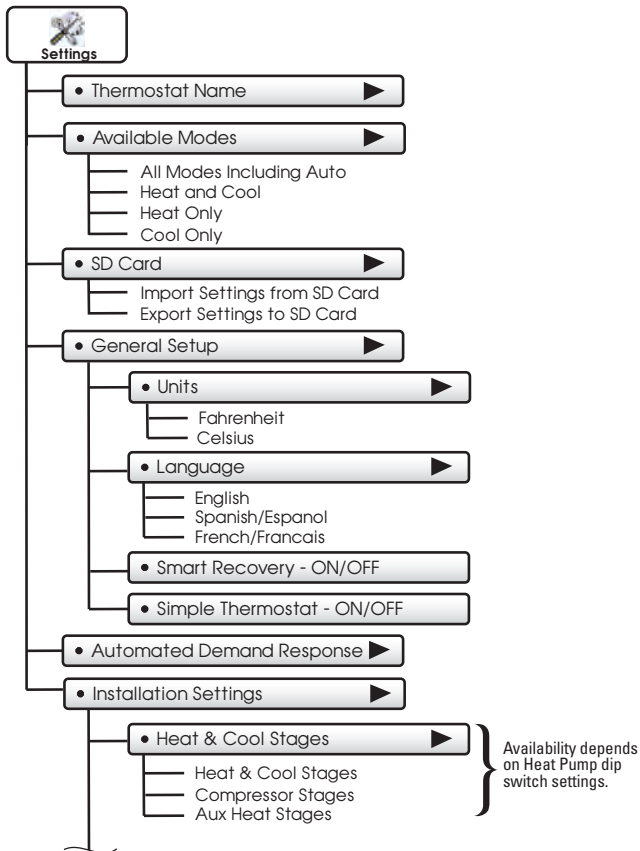 Settings
• Thermostat Name
• Available Modes
All Modes Including Auto
Heat and Cool
Heat Only
Cool Only
• SD Card
Import Settings from SD Card
Export Settings to SD Card
• General Setup
• Units
Fahrenheit
Celsius
• Language
English
Spanish/Espanol
French/Francais
• Smart Recovery - ON/OFF
• Simple Thermostat - ON/OFF
• Automated Demand Response
• Installation Settings
• Heat & Cool Stages
Heat & Cool Stages
Compressor Stages
Aux Heat Stages
Availability depends
on Heat Pump dip
switch settings.